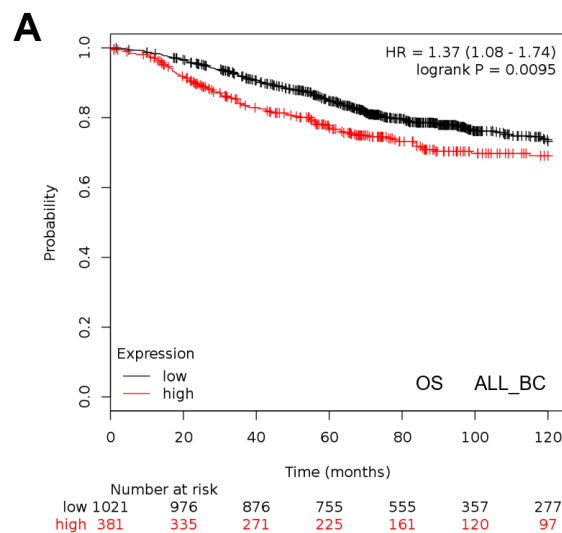 A
HR = 1.37 (1.08 - 1.74)
logrank P = 0.0095
1.0
0.8
0.6
0.4
0.2
0.0
Probability
Expression
low
high
OS ALL_BC
0 20 40 60 80 100 120
Time (months)
Number at risk
low 1021 976 876 755 555 357 277
high 381 335 271 225 161 120 97